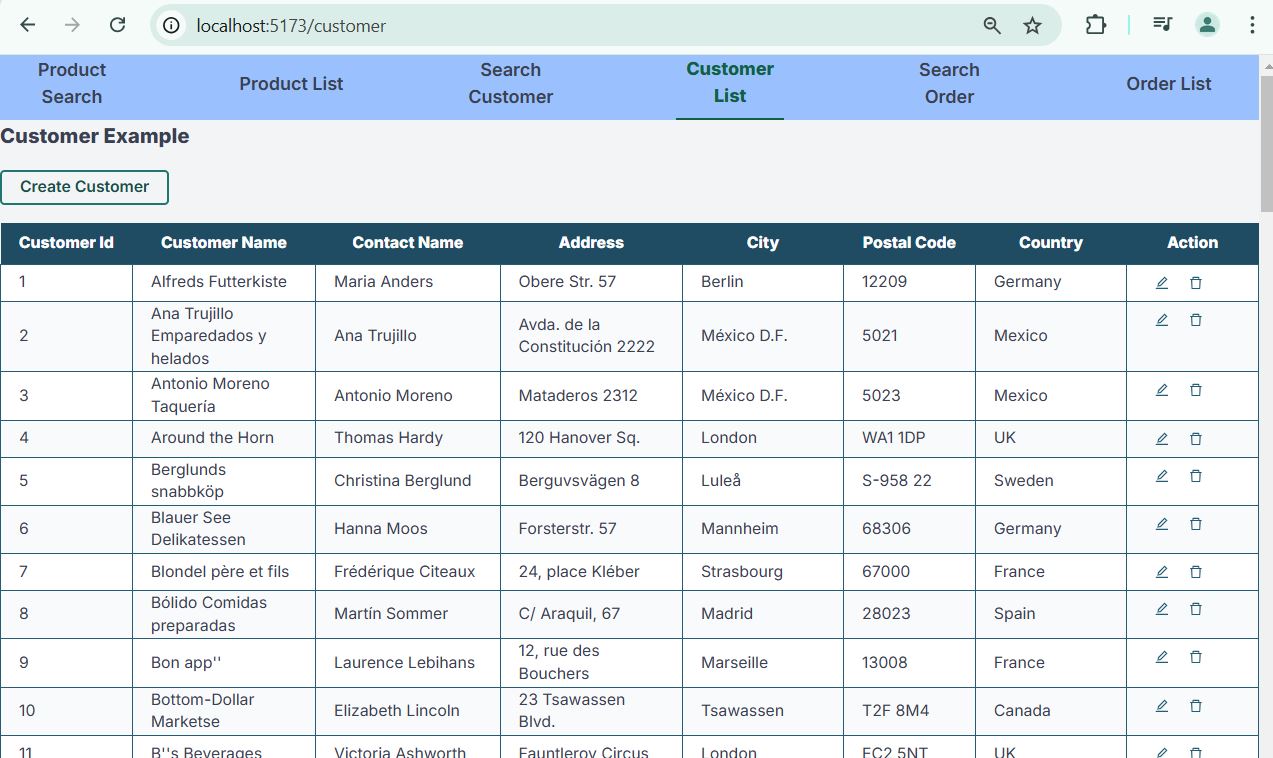 localhost:5173/customer
Product Search
Product List
Search Customer
Customer List
Search Order
Order List
Customer Example
Create Customer
Customer Id Customer Name Contact Name Address City Postal Code Country Action
1 Alfreds Futterkiste Maria Anders Obere Str. 57 Berlin 12209 Germany
2 Ana Trujillo Emparedados y helados Ana Trujillo Avda. de la Constitución 2222 México D.F. 5021 Mexico
3 Antonio Moreno Taquería Antonio Moreno Mataderos 2312 México D.F. 5023 Mexico
4 Around the Horn Thomas Hardy 120 Hanover Sq. London WA1 1DP UK
5 Berglunds snabbköp Christina Berglund Berguvsvägen 8 Luleå S-958 22 Sweden
6 Blauer See Delikatessen Hanna Moos Forsterstr. 57 Mannheim 68306 Germany
7 Blondel père et fils Frédérique Citeaux 24, place Kléber Strasbourg 67000 France
8 Bólido Comidas preparadas Martín Sommer C/ Araquil, 67 Madrid 28023 Spain
9 Bon app'' Laurence Lebihans 12, rue des Bouchers Marseille 13008 France
10 Bottom-Dollar Marketse Elizabeth Lincoln 23 Tsawassen Blvd. Tsawassen T2F 8M4 Canada
11 B''s Beverages Victoria Ashworth Fauntleroy Circus London EC2 5NT UK